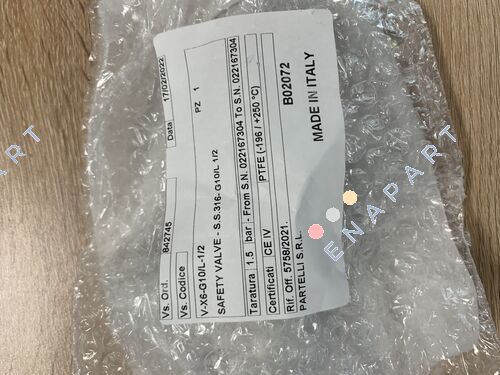 Vs. Ord. 842745 Data: 17/02/2022
Vs. Codice
V-X6-G10/L-1/2 PZ 1
SAFETY VALVE - S.S.316- G10/L 1/2
Taratura 1.5 bar - From S.N. 022167304 To S.N. 022167304
Certificati CE IV PTFE (-196 / +250 °C)
Rif. Off. 5758/2021.
PARTELLI S.R.L. B02072
MADE IN ITALY
ENAPART
ENAPART
ENAPART